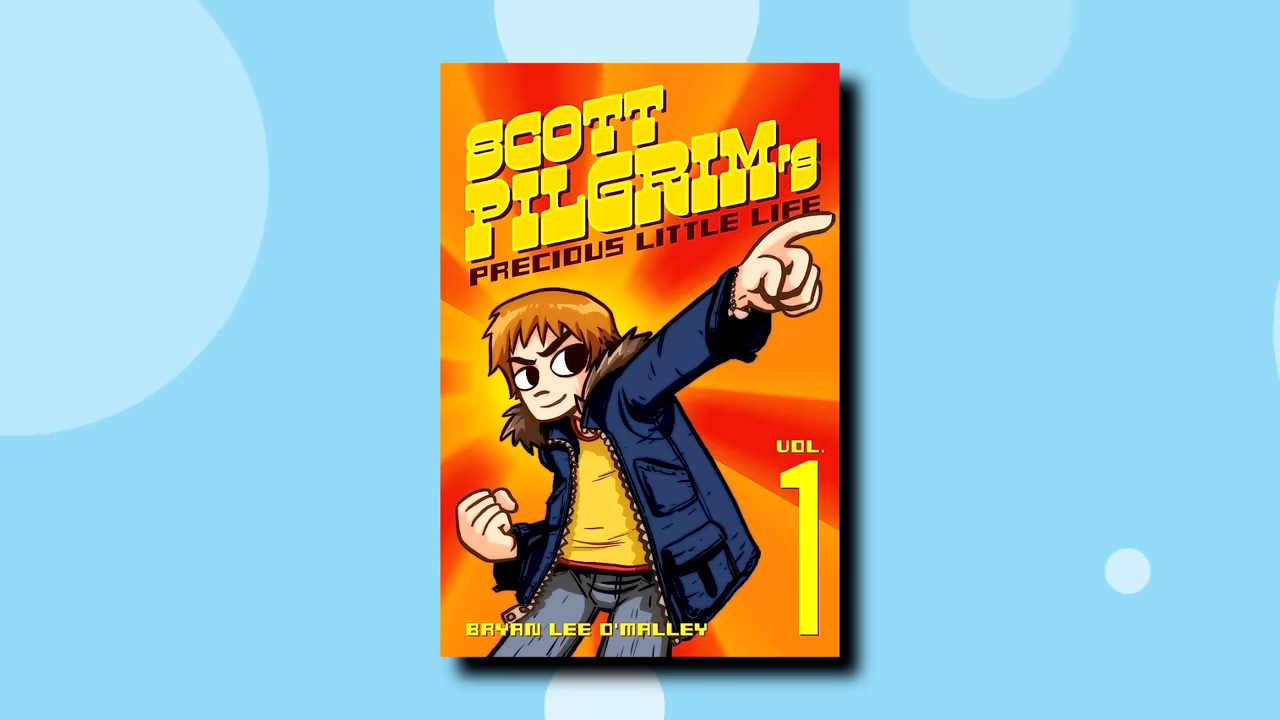 SCOTT
PILGRIM's
PRECIOUS LITTLE LIFE
VOL.
1
BRYAN LEE O'MALLEY